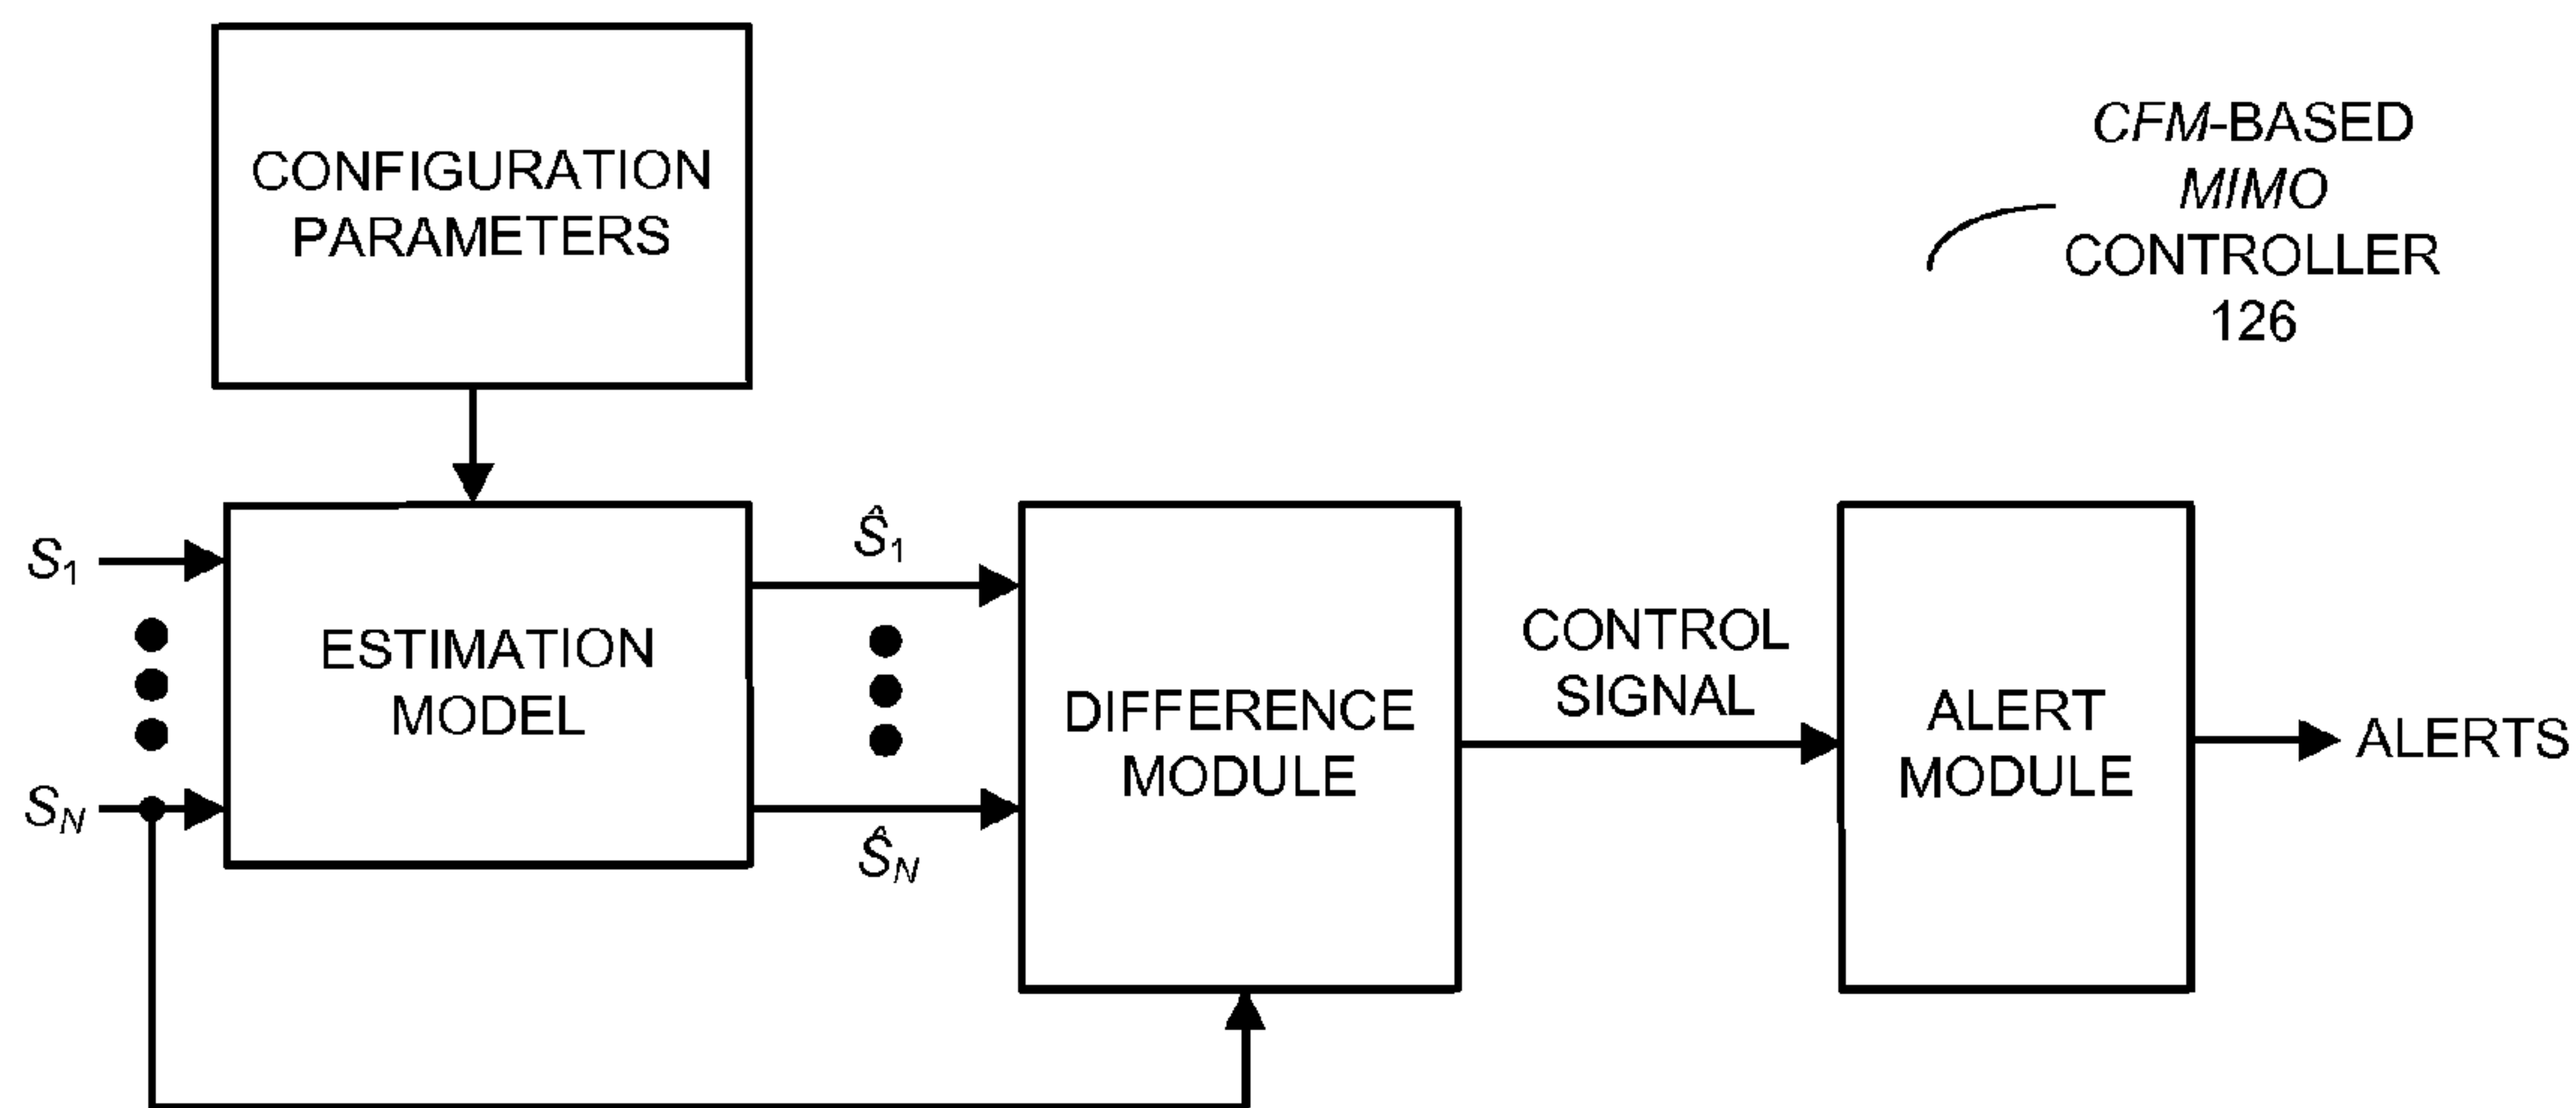 CONFIGURATION
PARAMETERS
CFM-BASED
MIMO
CONTROLLER
126
S1
SN
ESTIMATION
MODEL
Ŝ1
ŜN
DIFFERENCE
MODULE
CONTROL
SIGNAL
ALERT
MODULE
ALERTS